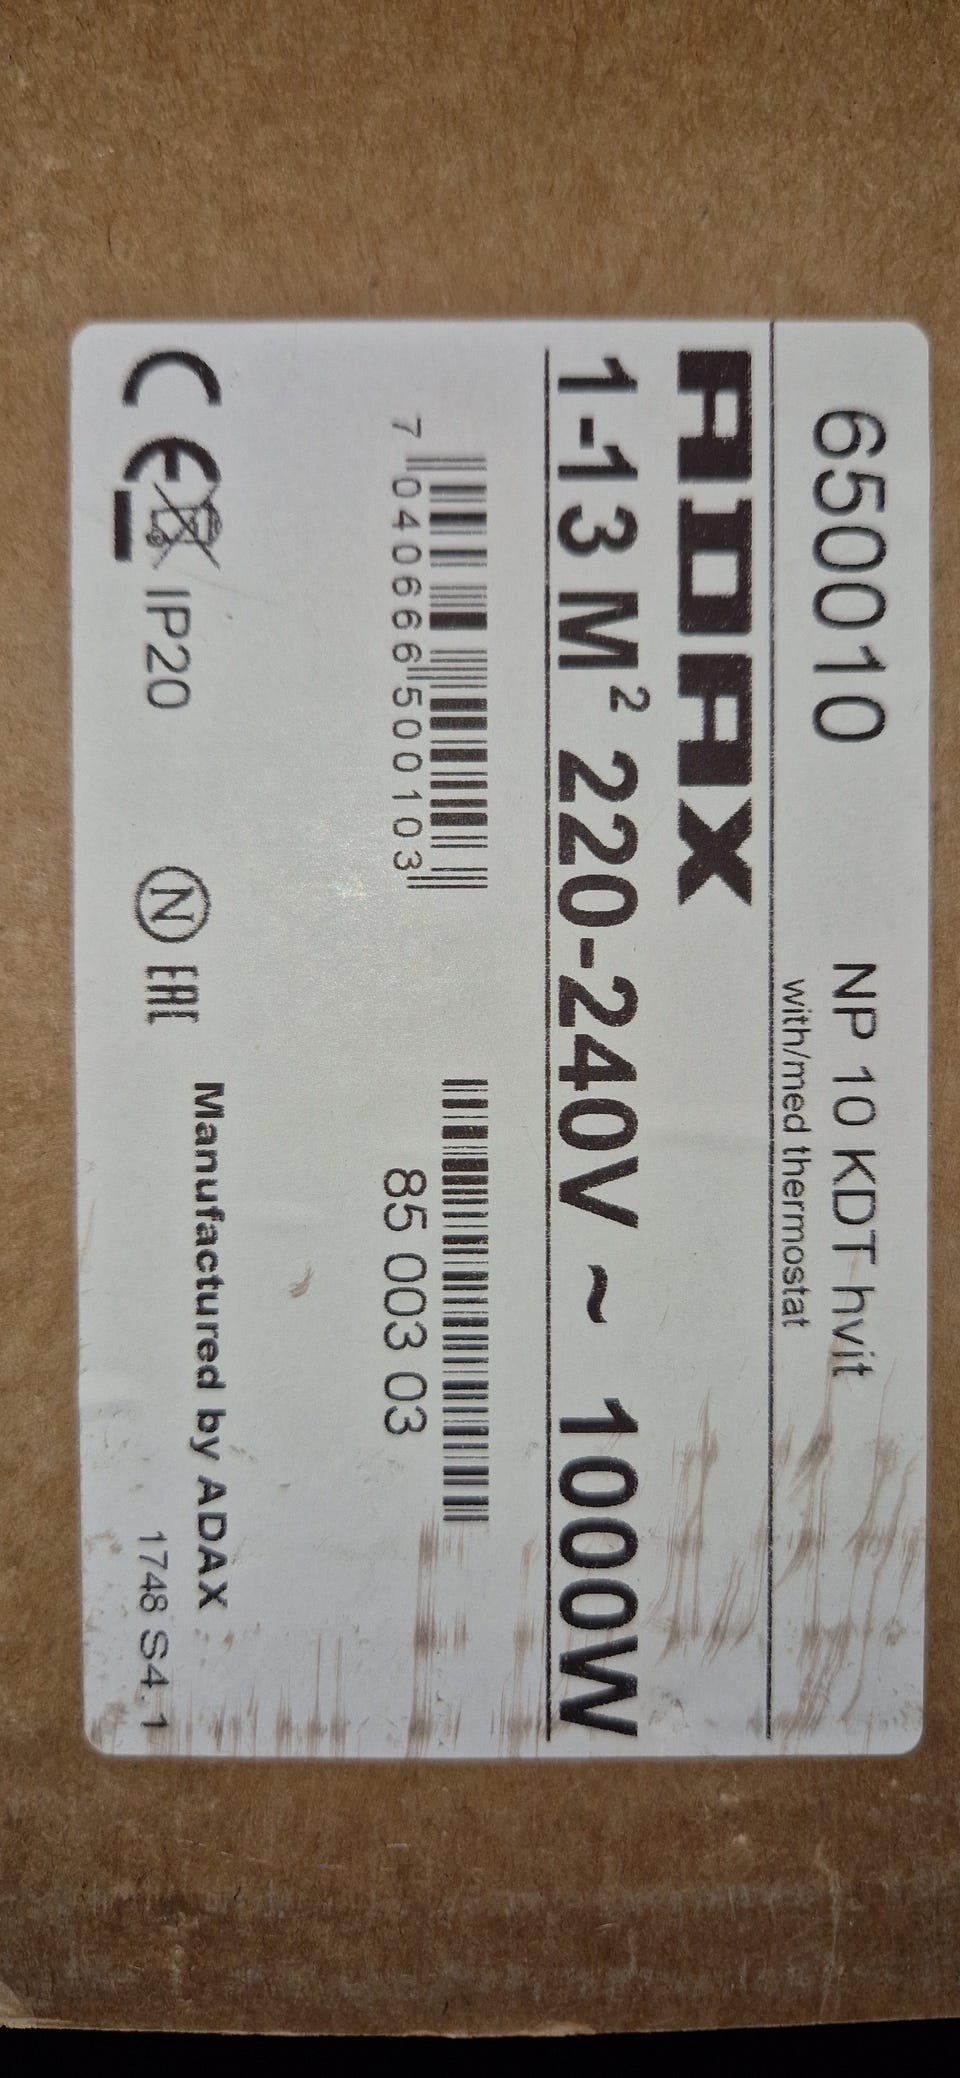 650010 NP 10 KDT hvit
with/med thermostat
ADAX
1-13 M² 220-240V ~ 1000W
7 040666 500103
85 003 03
Manufactured by ADAX
CE IP20 N EAC
1748 S4.1